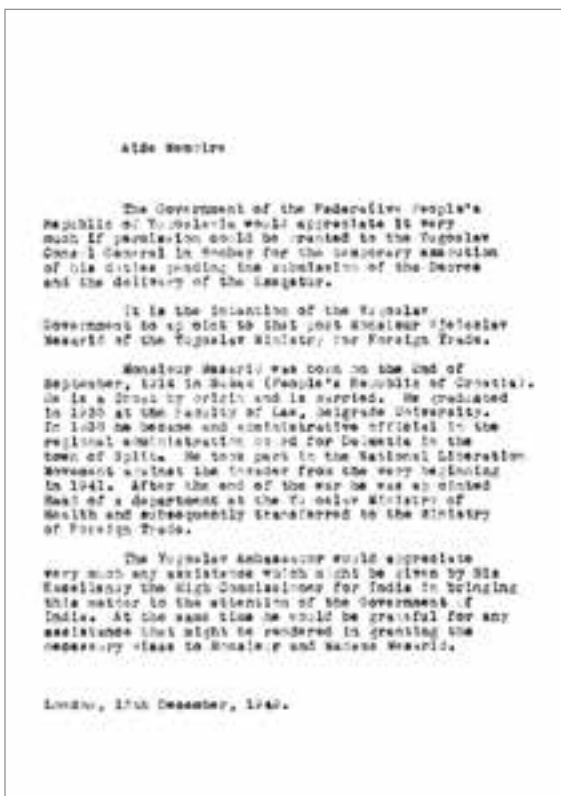 Aide Memoire
The Government of the Federative People's
Republic of Yugoslavia would appreciate it very
much if permission could be granted to the Yugoslav
Consul General in for the temporary execution
of his duties pending the submission of the Decree
and the delivery of the
It is the intention of the Yugoslav
Government to appoint to that post Monsieur
of the Yugoslav Ministry for Foreign Trade.
Monsieur was born on the 2nd of
September, in (People's Republic of Croatia).
He is a Croat by origin and is married. He graduated
in at the Faculty of Law, Belgrade University.
In he became and administrative official in the
regional administration for Dalmatia in the
town of Split. He took part in the National Liberation
Movement against the invader from the very beginning
in 1941. After the end of the war he was appointed
Head of a department at the Yugoslav Ministry of
Health and subsequently transferred to the Ministry
of Foreign Trade.
The Yugoslav Ambassador would appreciate
very much any assistance which might be given by His
Excellency the High Commissioner for India in bringing
this matter to the attention of the Government of
India. At the same time he would be grateful for any
assistance that might be rendered in granting the
necessary visas to Monsieur and Madame
London, December,